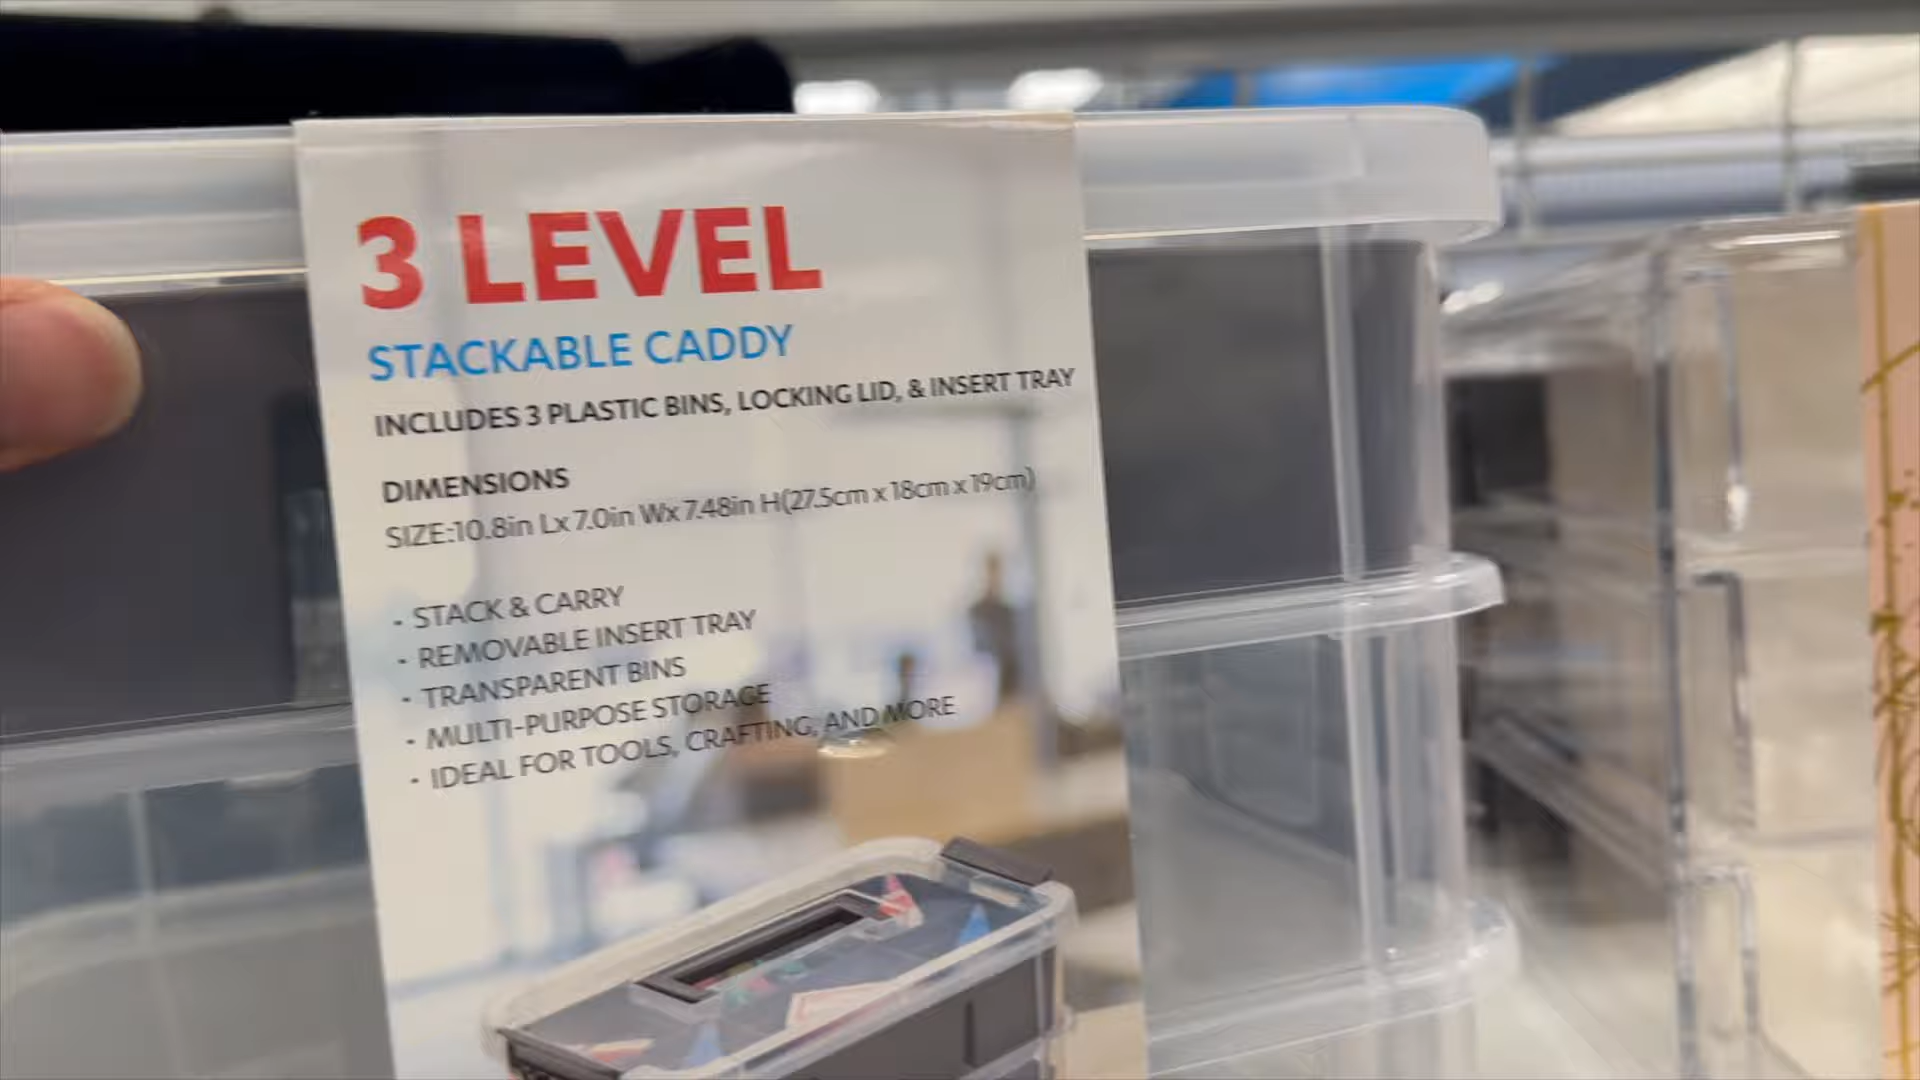 3 LEVEL
STACKABLE CADDY
INCLUDES 3 PLASTIC BINS, LOCKING LID, & INSERT TRAY
DIMENSIONS
SIZE:10.8in Lx 7.0in Wx 7.48in H(27.5cm x 18cm x 19cm)
· STACK & CARRY
· REMOVABLE INSERT TRAY
· TRANSPARENT BINS
· MULTI-PURPOSE STORAGE
· IDEAL FOR TOOLS, CRAFTING, AND MORE